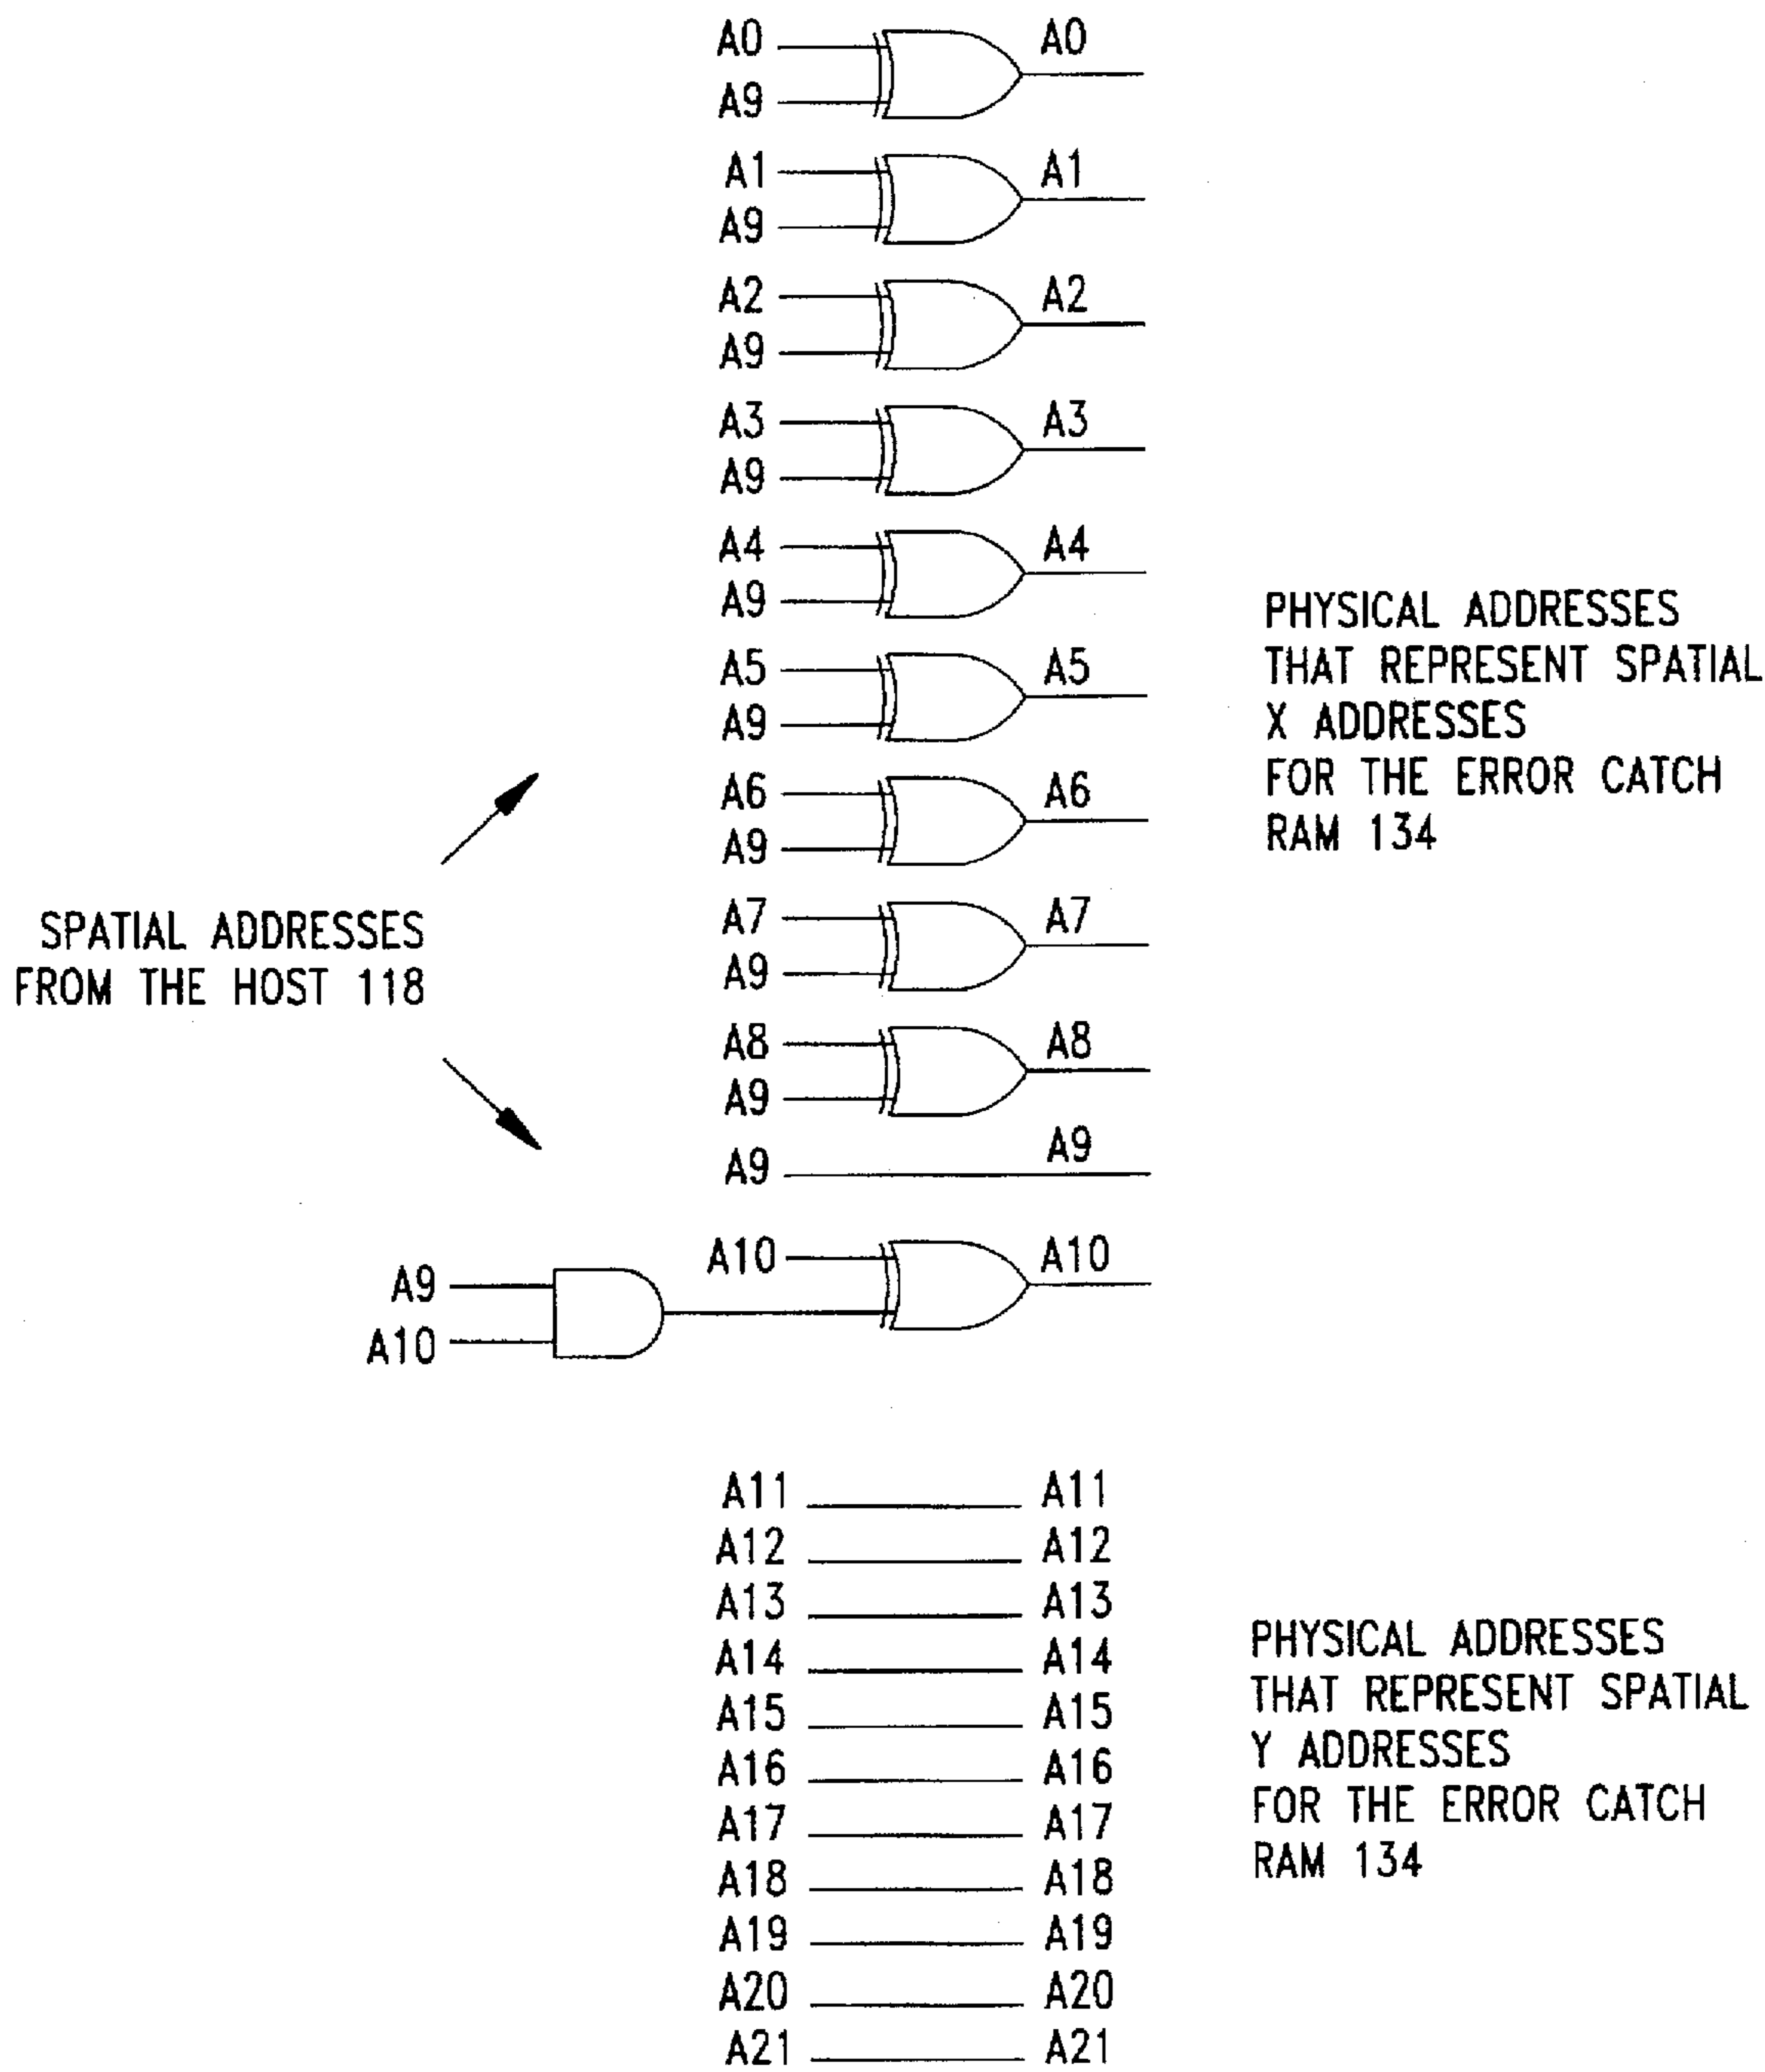 A0 A0
A9
A1 A1
A9
A2 A2
A9
A3 A3
A9
A4 A4
A9
A5 A5
A9
A6 A6
A9
A7 A7
A9
A8 A8
A9
A9 A9
A10 A10
A9
A10
SPATIAL ADDRESSES
FROM THE HOST 118
PHYSICAL ADDRESSES
THAT REPRESENT SPATIAL
X ADDRESSES
FOR THE ERROR CATCH
RAM 134
A11 A11
A12 A12
A13 A13
A14 A14
A15 A15
A16 A16
A17 A17
A18 A18
A19 A19
A20 A20
A21 A21
PHYSICAL ADDRESSES
THAT REPRESENT SPATIAL
Y ADDRESSES
FOR THE ERROR CATCH
RAM 134